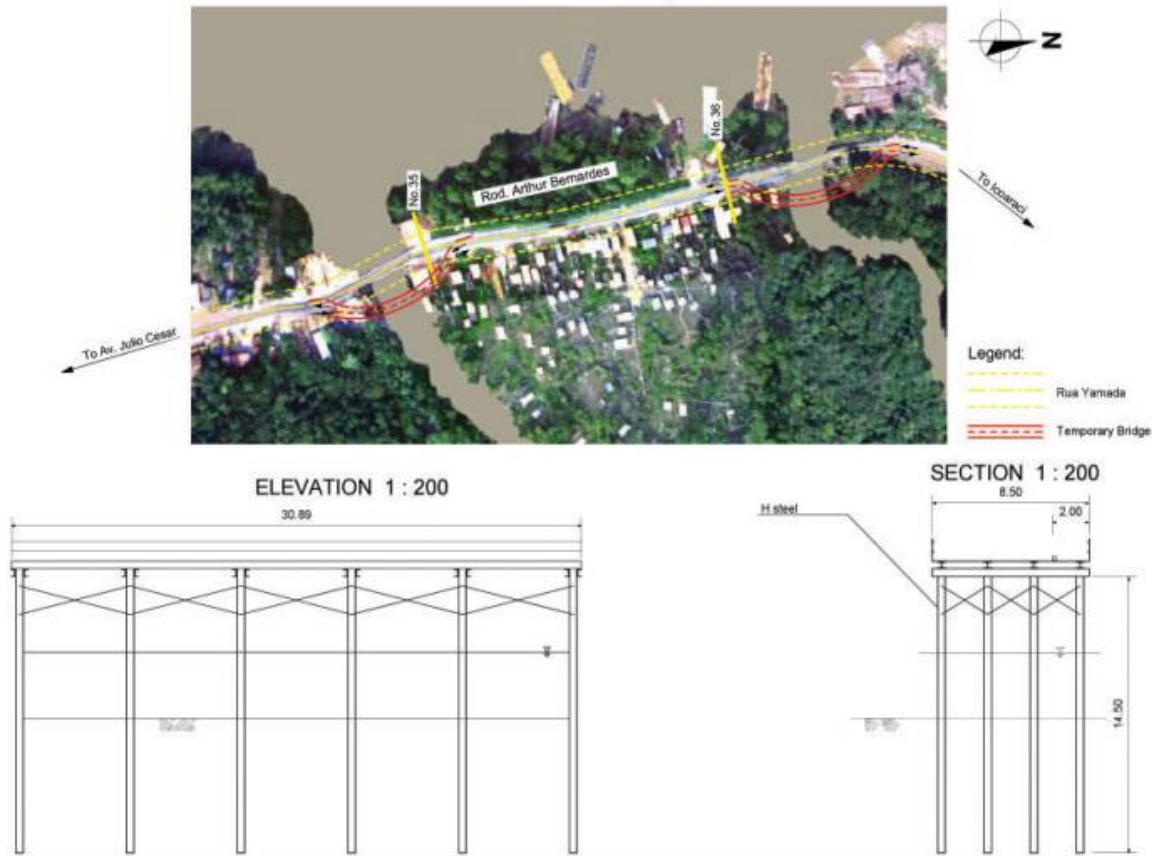 N
No.36
No.35
Rod. Arthur Bernardes
To Icoaraci
To Av. Julio Cesar
Legend:
Rua Yamada
Temporary Bridge
ELEVATION 1 : 200
30.89
SECTION 1 : 200
8.50
2.00
H steel
14.50